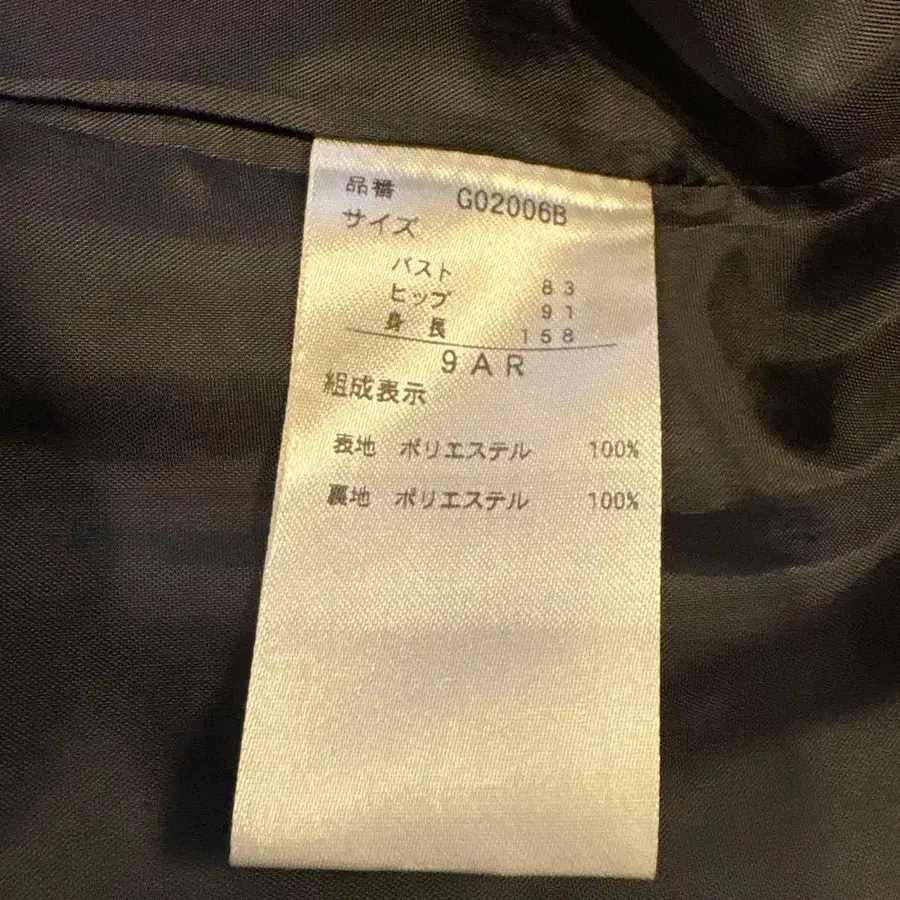 品番 G02006B
サイズ
バスト 83
ヒップ 91
身長 158
9AR
組成表示
表地 ポリエステル 100%
裏地 ポリエステル 100%